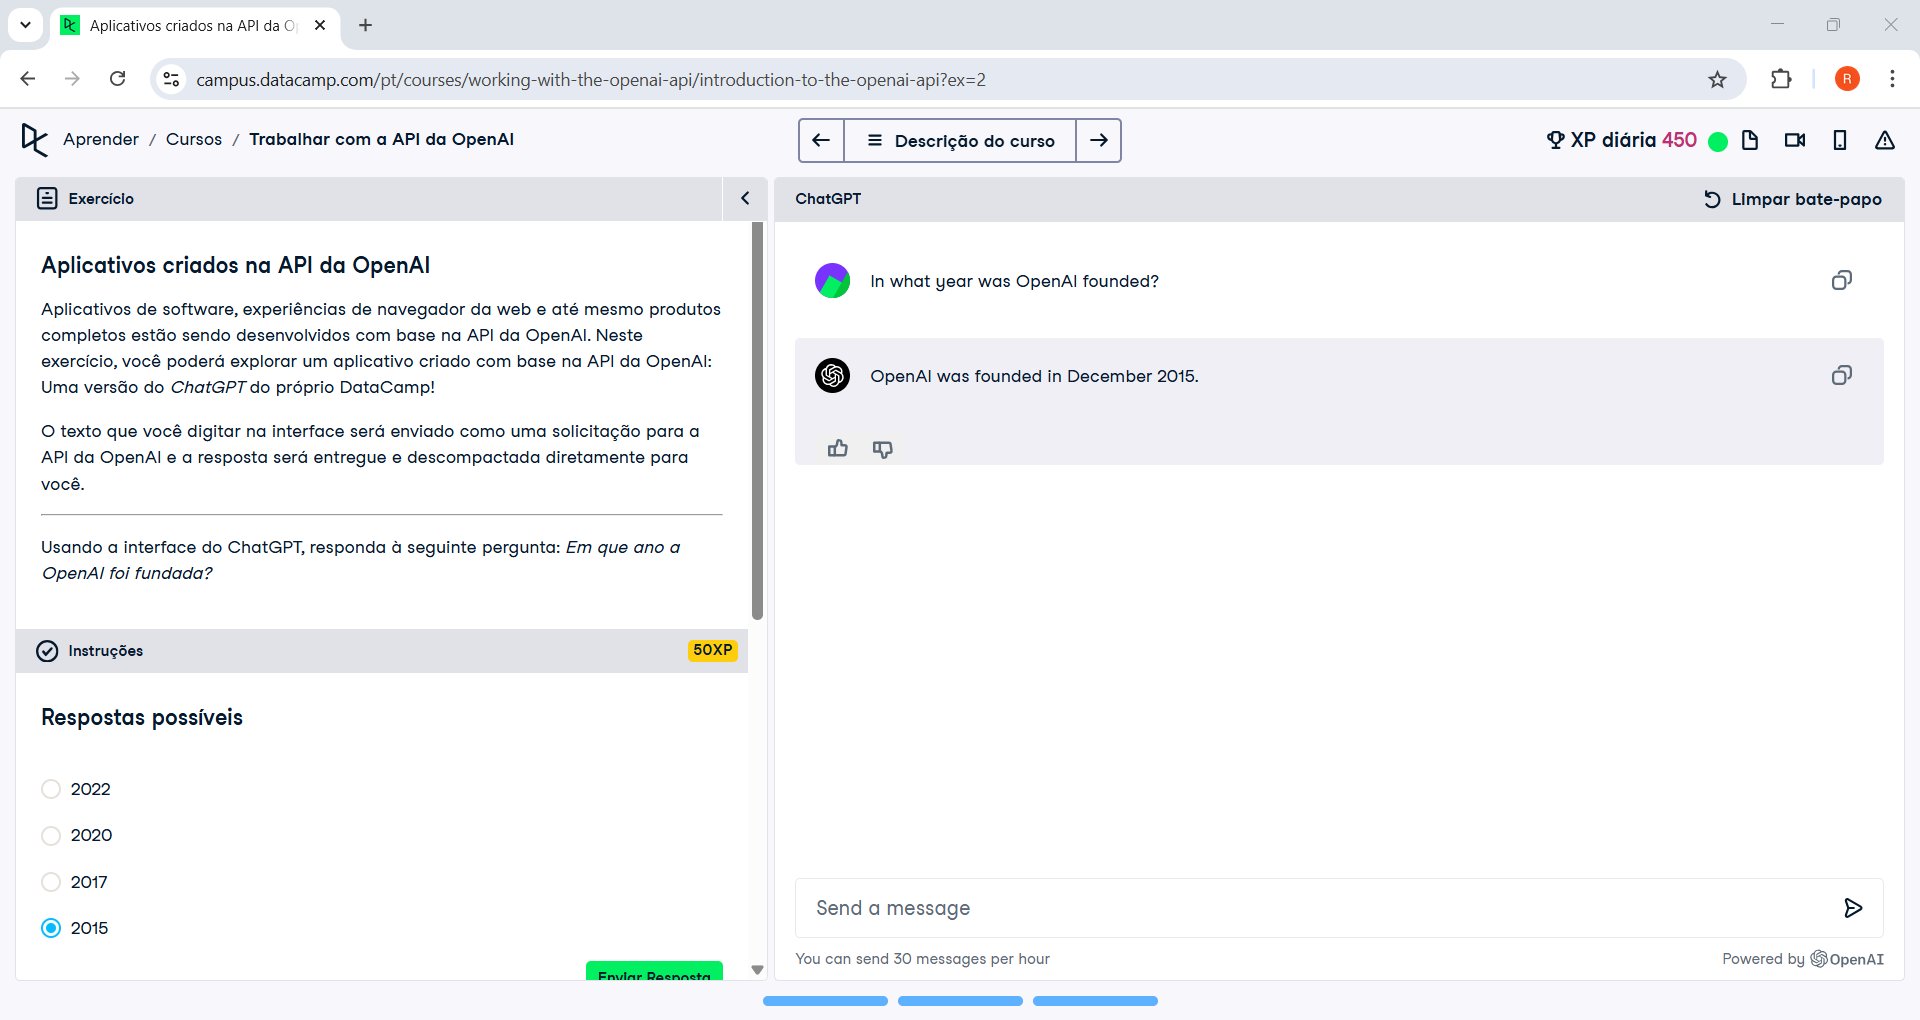 Aplicativos criados na API da O
campus.datacamp.com/pt/courses/working-with-the-openai-api/introduction-to-the-openai-api?ex=2
R
Aprender / Cursos / Trabalhar com a API da OpenAI
Descrição do curso
XP diária 450
Exercício
Aplicativos criados na API da OpenAI
Aplicativos de software, experiências de navegador da web e até mesmo produtos
completos estão sendo desenvolvidos com base na API da OpenAI. Neste
exercício, você poderá explorar um aplicativo criado com base na API da OpenAI:
Uma versão do ChatGPT do próprio DataCamp!
O texto que você digitar na interface será enviado como uma solicitação para a
API da OpenAI e a resposta será entregue e descompactada diretamente para
você.
Usando a interface do ChatGPT, responda à seguinte pergunta: Em que ano a
OpenAI foi fundada?
Instruções
50XP
Respostas possíveis
2022
2020
2017
2015
Enviar Resposta
ChatGPT
Limpar bate-papo
In what year was OpenAI founded?
OpenAI was founded in December 2015.
Send a message
You can send 30 messages per hour
Powered by OpenAI